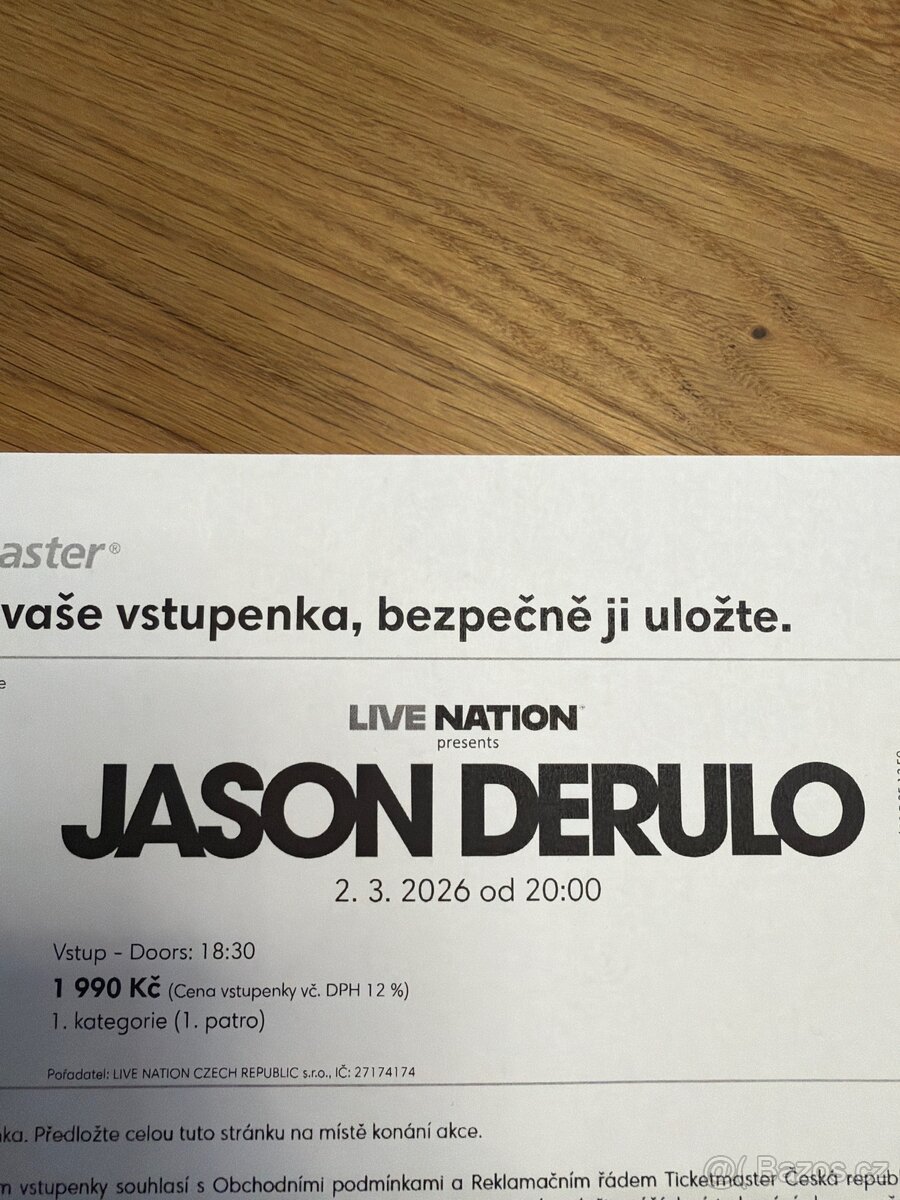 aster®
vaše vstupenka, bezpečně ji uložte.
e
LIVE NATION
presents
JASON DERULO
2. 3. 2026 od 20:00
Vstup - Doors: 18:30
1 990 Kč (Cena vstupenky vč. DPH 12 %)
1. kategorie (1. patro)
Pořadatel: LIVE NATION CZECH REPUBLIC s.r.o., IČ: 27174174
nka. Předložte celou tuto stránku na místě konání akce.
m vstupenky souhlasí s Obchodními podmínkami a Reklamačním řádem Ticketmaster Česká repub
@( Bazos.cz